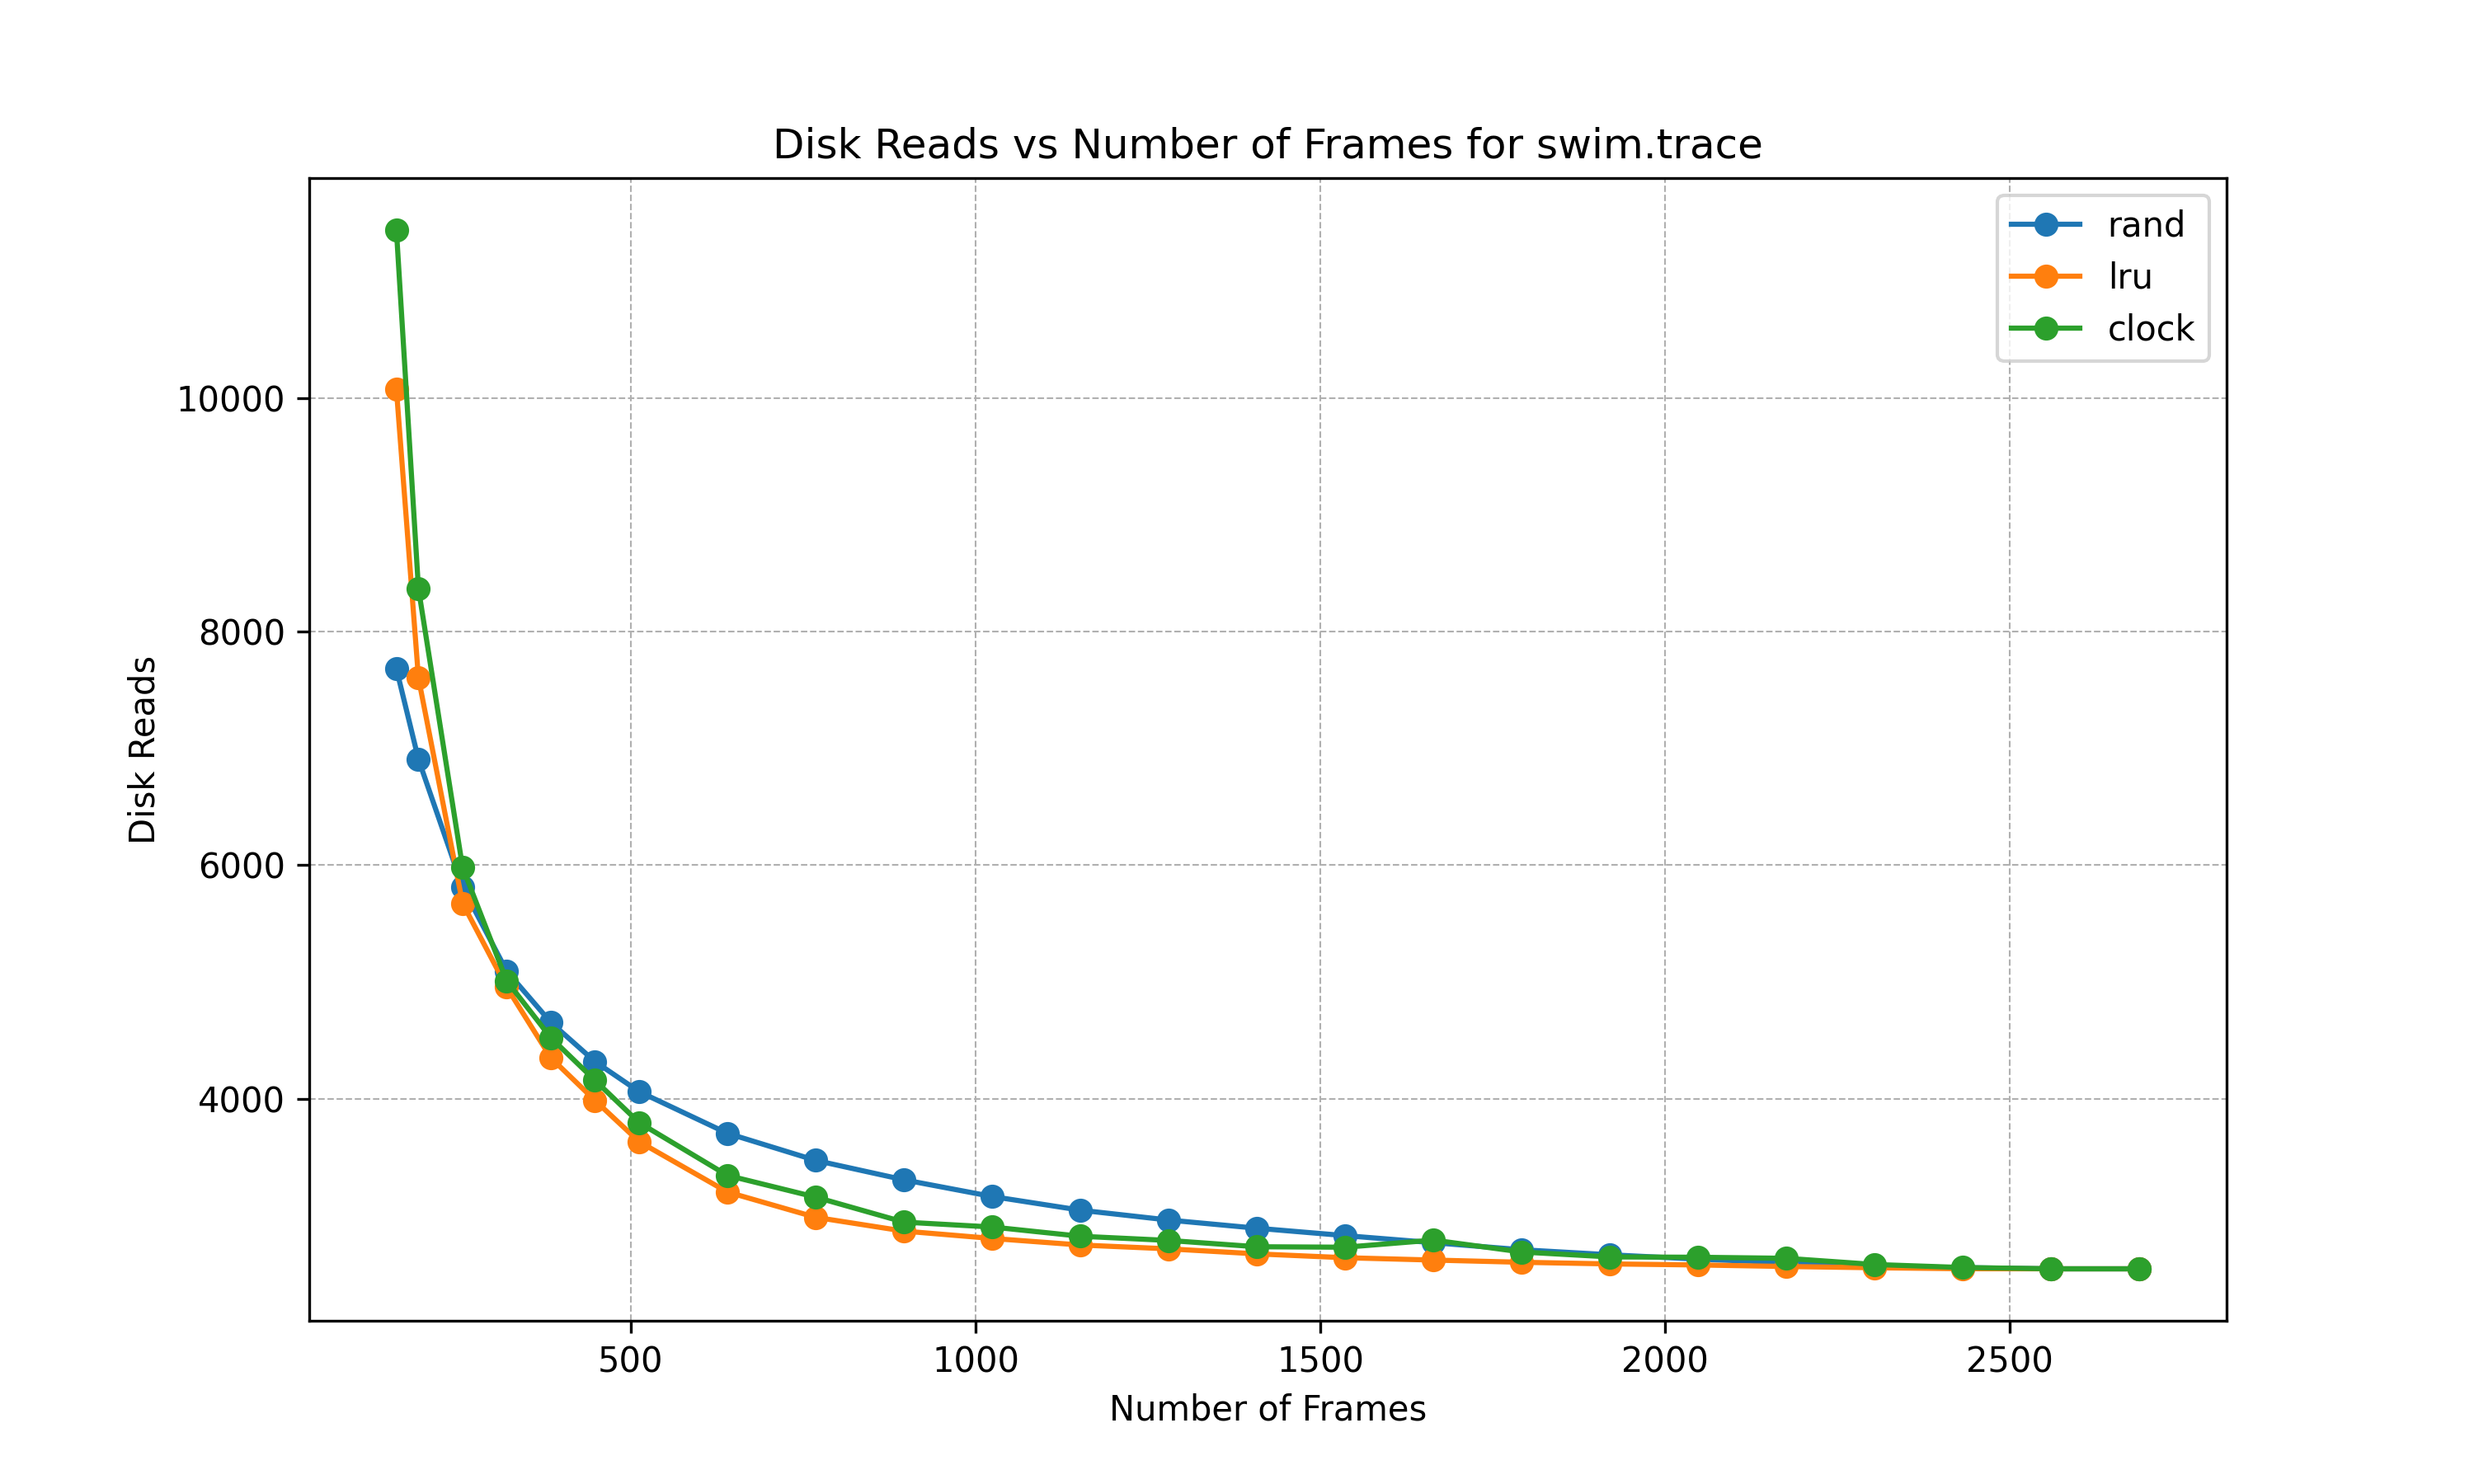 Disk Reads vs Number of Frames for swim.trace
rand
lru
clock
10000
8000
6000
4000
Disk Reads
500 1000 1500 2000 2500
Number of Frames